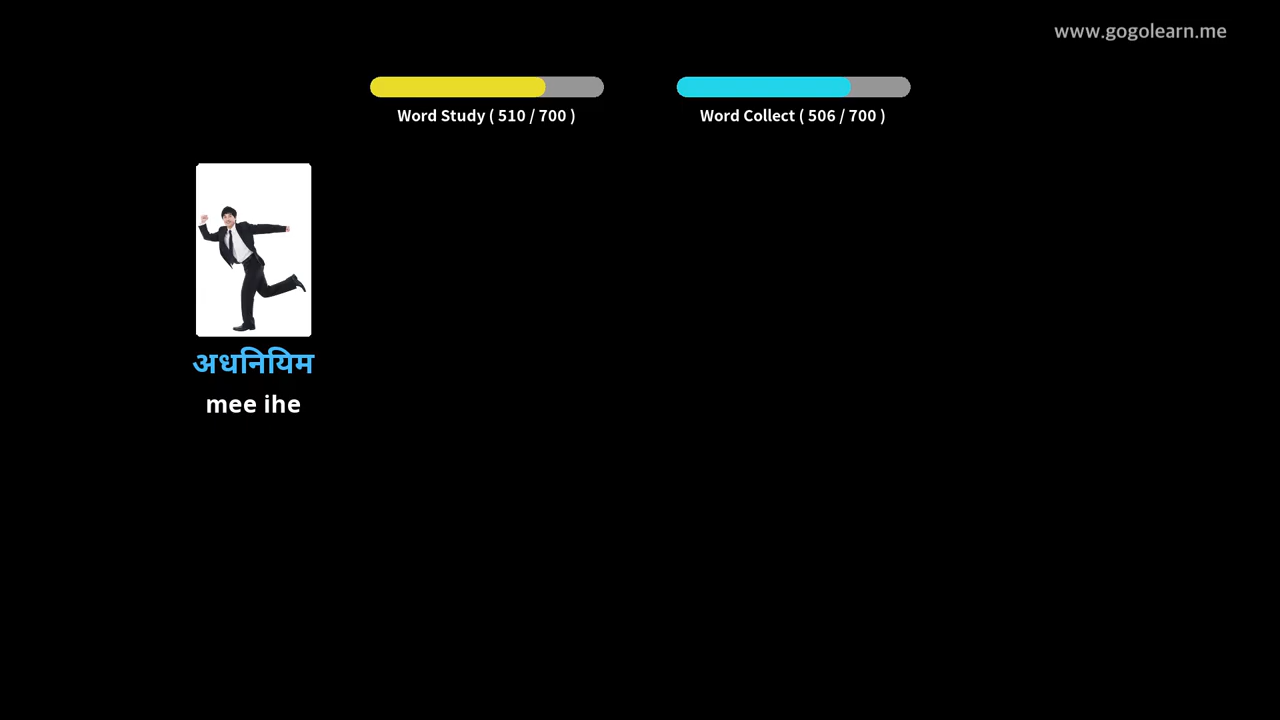 www.gogolearn.me
Word Study ( 510 / 700 )
Word Collect ( 506 / 700 )
अधनियिम
mee ihe